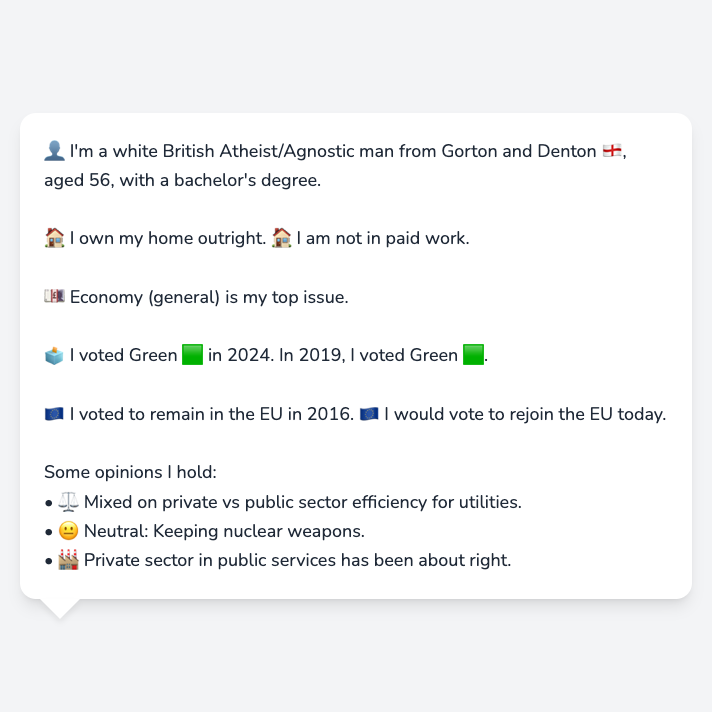 👤 I'm a white British Atheist/Agnostic man from Gorton and Denton 🏴󠁧󠁢󠁥󠁮󠁧󠁿,
aged 56, with a bachelor's degree.
🏠 I own my home outright. 🏠 I am not in paid work.
💷 Economy (general) is my top issue.
🗳️ I voted Green 🟩 in 2024. In 2019, I voted Green 🟩.
🇪🇺 I voted to remain in the EU in 2016. 🇪🇺 I would vote to rejoin the EU today.
Some opinions I hold:
• ⚖️ Mixed on private vs public sector efficiency for utilities.
• 😐 Neutral: Keeping nuclear weapons.
• 🏭 Private sector in public services has been about right.